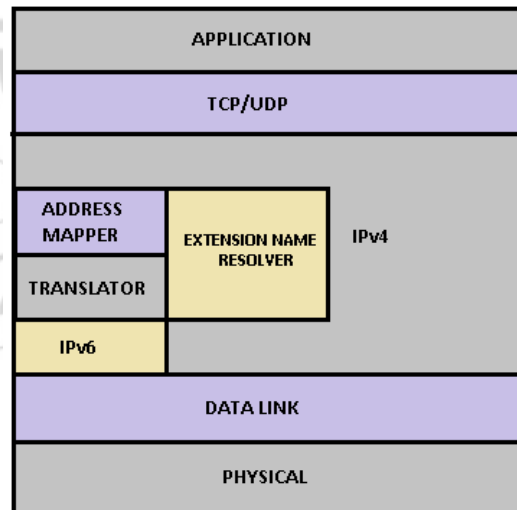 APPLICATION
TCP/UDP
ADDRESS
MAPPER
EXTENSION NAME
RESOLVER
IPv4
TRANSLATOR
IPv6
DATA LINK
PHYSICAL